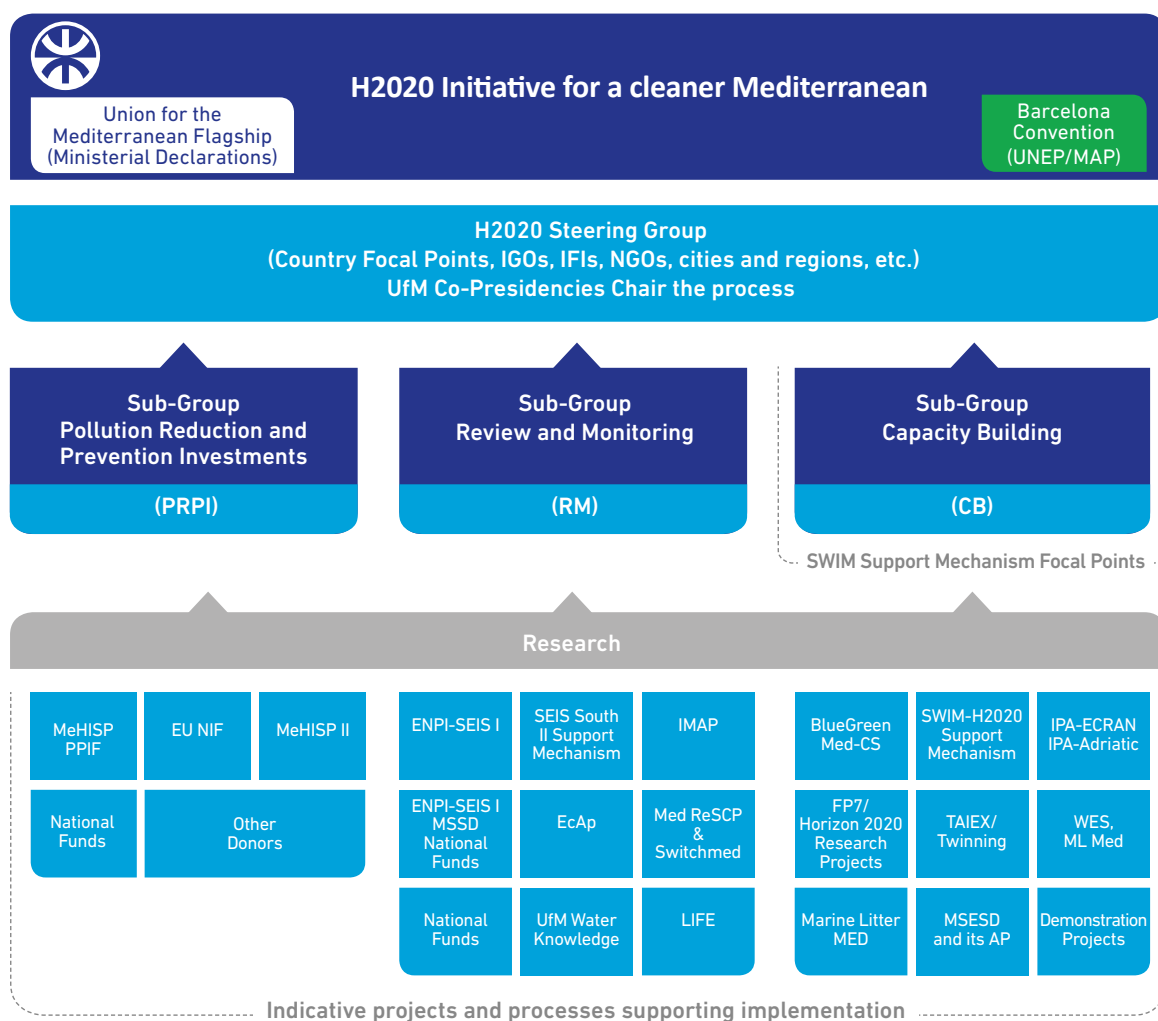 H2020 Initiative for a cleaner Mediterranean
Union for the
Mediterranean Flagship
(Ministerial Declarations)
Barcelona
Convention
(UNEP/MAP)
H2020 Steering Group
(Country Focal Points, IGOs, IFIs, NGOs, cities and regions, etc.)
UfM Co-Presidencies Chair the process
Sub-Group
Pollution Reduction and
Prevention Investments
(PRPI)
Sub-Group
Review and Monitoring
(RM)
Sub-Group
Capacity Building
(CB)
SWIM Support Mechanism Focal Points
Research
MeHISP
PPIF
EU NIF
MeHISP II
National
Funds
Other
Donors
ENPI-SEIS I
SEIS South
II Support
Mechanism
IMAP
ENPI-SEIS I
MSSD
National
Funds
EcAp
Med ReSCP
&
Switchmed
National
Funds
UfM Water
Knowledge
LIFE
BlueGreen
Med-CS
SWIM-H2020
Support
Mechanism
IPA-ECRAN
IPA-Adriatic
FP7/
Horizon 2020
Research
Projects
TAIEX/
Twinning
WES,
ML Med
Marine Litter
MED
MSESD
and its AP
Demonstration
Projects
Indicative projects and processes supporting implementation